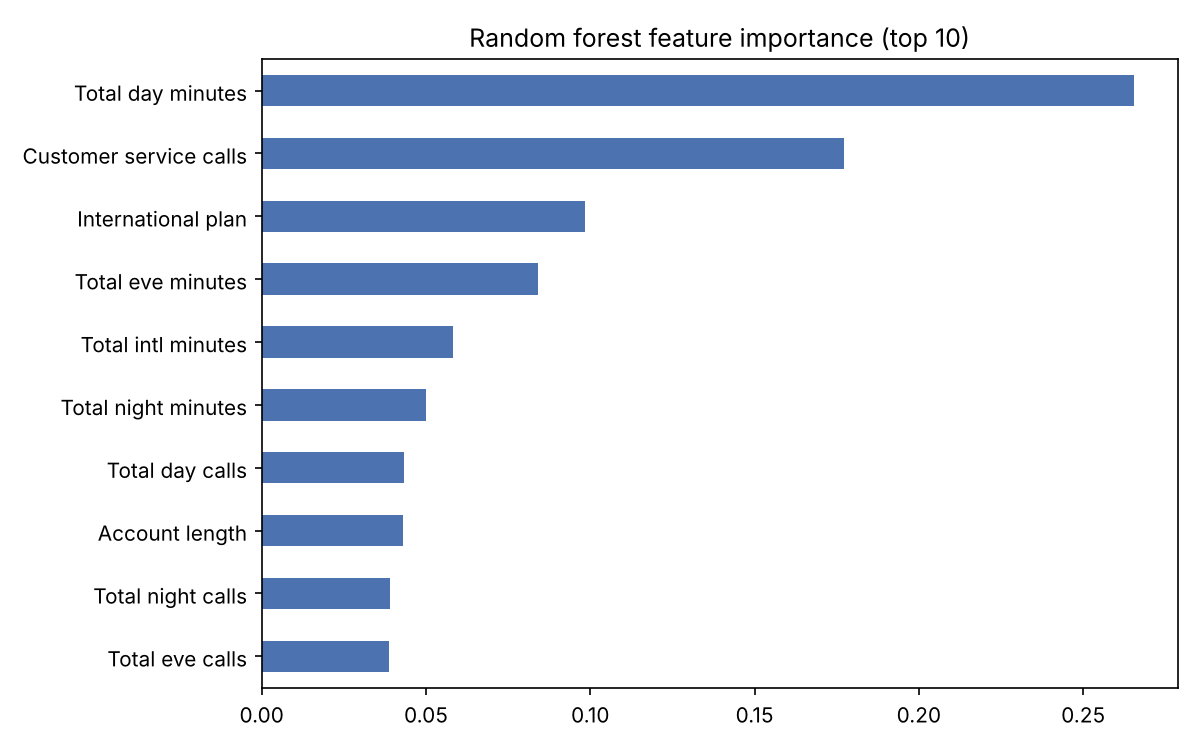 Random forest feature importance (top 10)
Total day minutes
Customer service calls
International plan
Total eve minutes
Total intl minutes
Total night minutes
Total day calls
Account length
Total night calls
Total eve calls
0.00 0.05 0.10 0.15 0.20 0.25